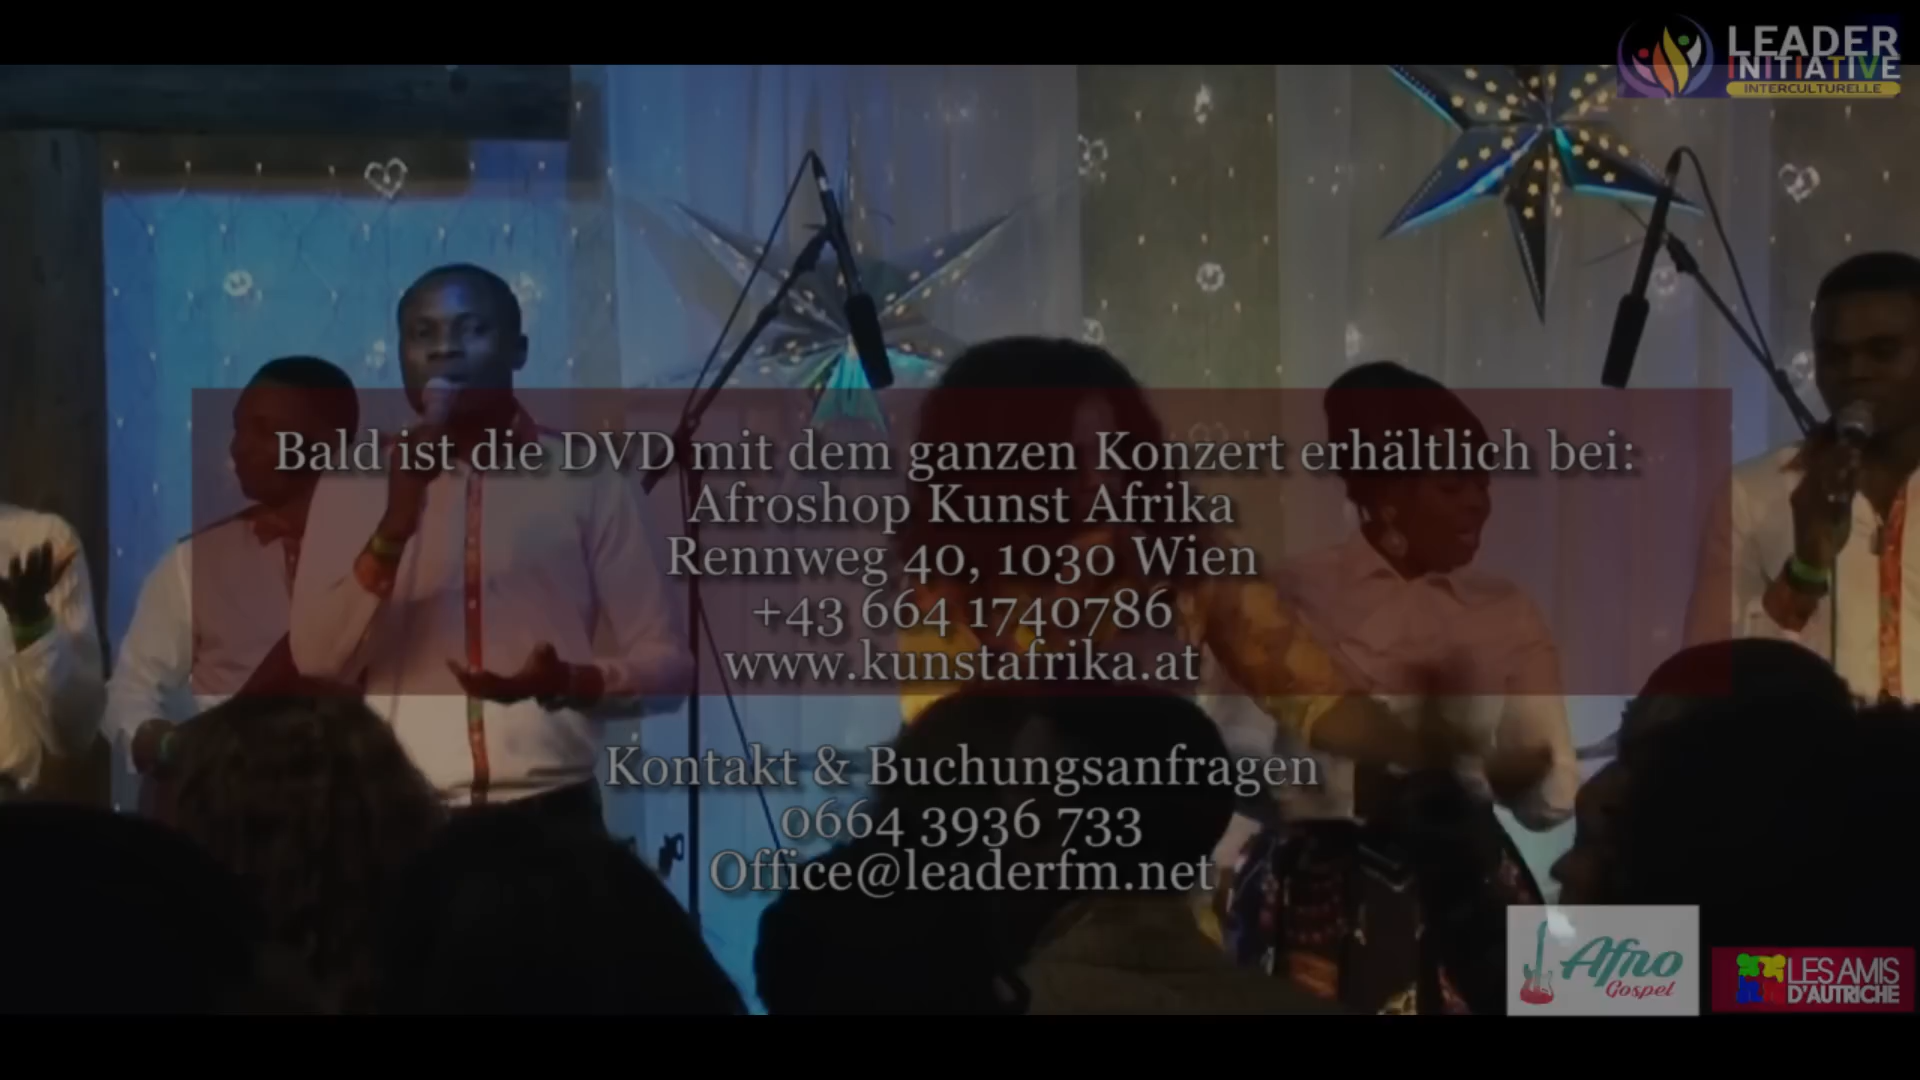 LEADER
INITIATIVE
INTERCULTURELLE
Bald ist die DVD mit dem ganzen Konzert erhältlich bei:
Afroshop Kunst Afrika
Rennweg 40, 1030 Wien
+43 664 1740786
www.kunstafrika.at
Kontakt & Buchungsanfragen
0664 3936 733
Office@leaderfm.net
Afro
Gospel
LES AMIS
D'AUTRICHE